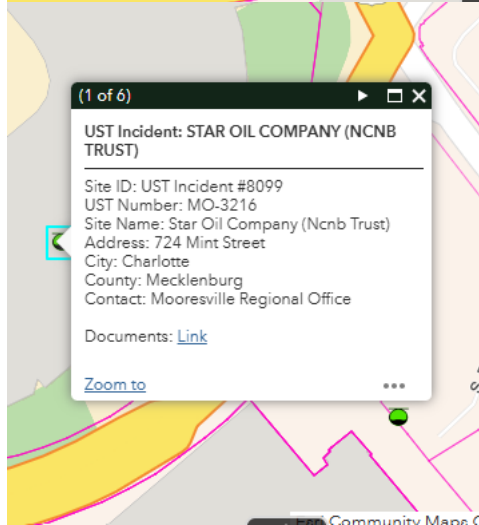 (1 of 6)
UST Incident: STAR OIL COMPANY (NCNB
TRUST)
Site ID: UST Incident #8099
UST Number: MO-3216
Site Name: Star Oil Company (Ncnb Trust)
Address: 724 Mint Street
City: Charlotte
County: Mecklenburg
Contact: Mooresville Regional Office
Documents: Link
Zoom to
Community Maps